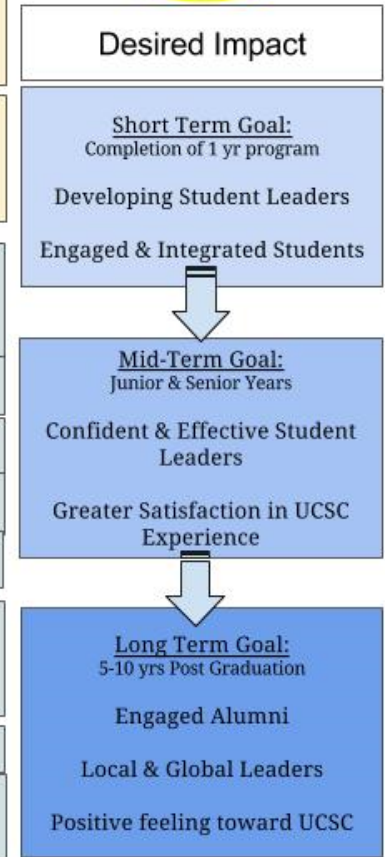 Desired Impact
Short Term Goal:
Completion of 1 yr program
Developing Student Leaders
Engaged & Integrated Students
Mid-Term Goal:
Junior & Senior Years
Confident & Effective Student
Leaders
Greater Satisfaction in UCSC
Experience
Long Term Goal:
5-10 yrs Post Graduation
Engaged Alumni
Local & Global Leaders
Positive feeling toward UCSC